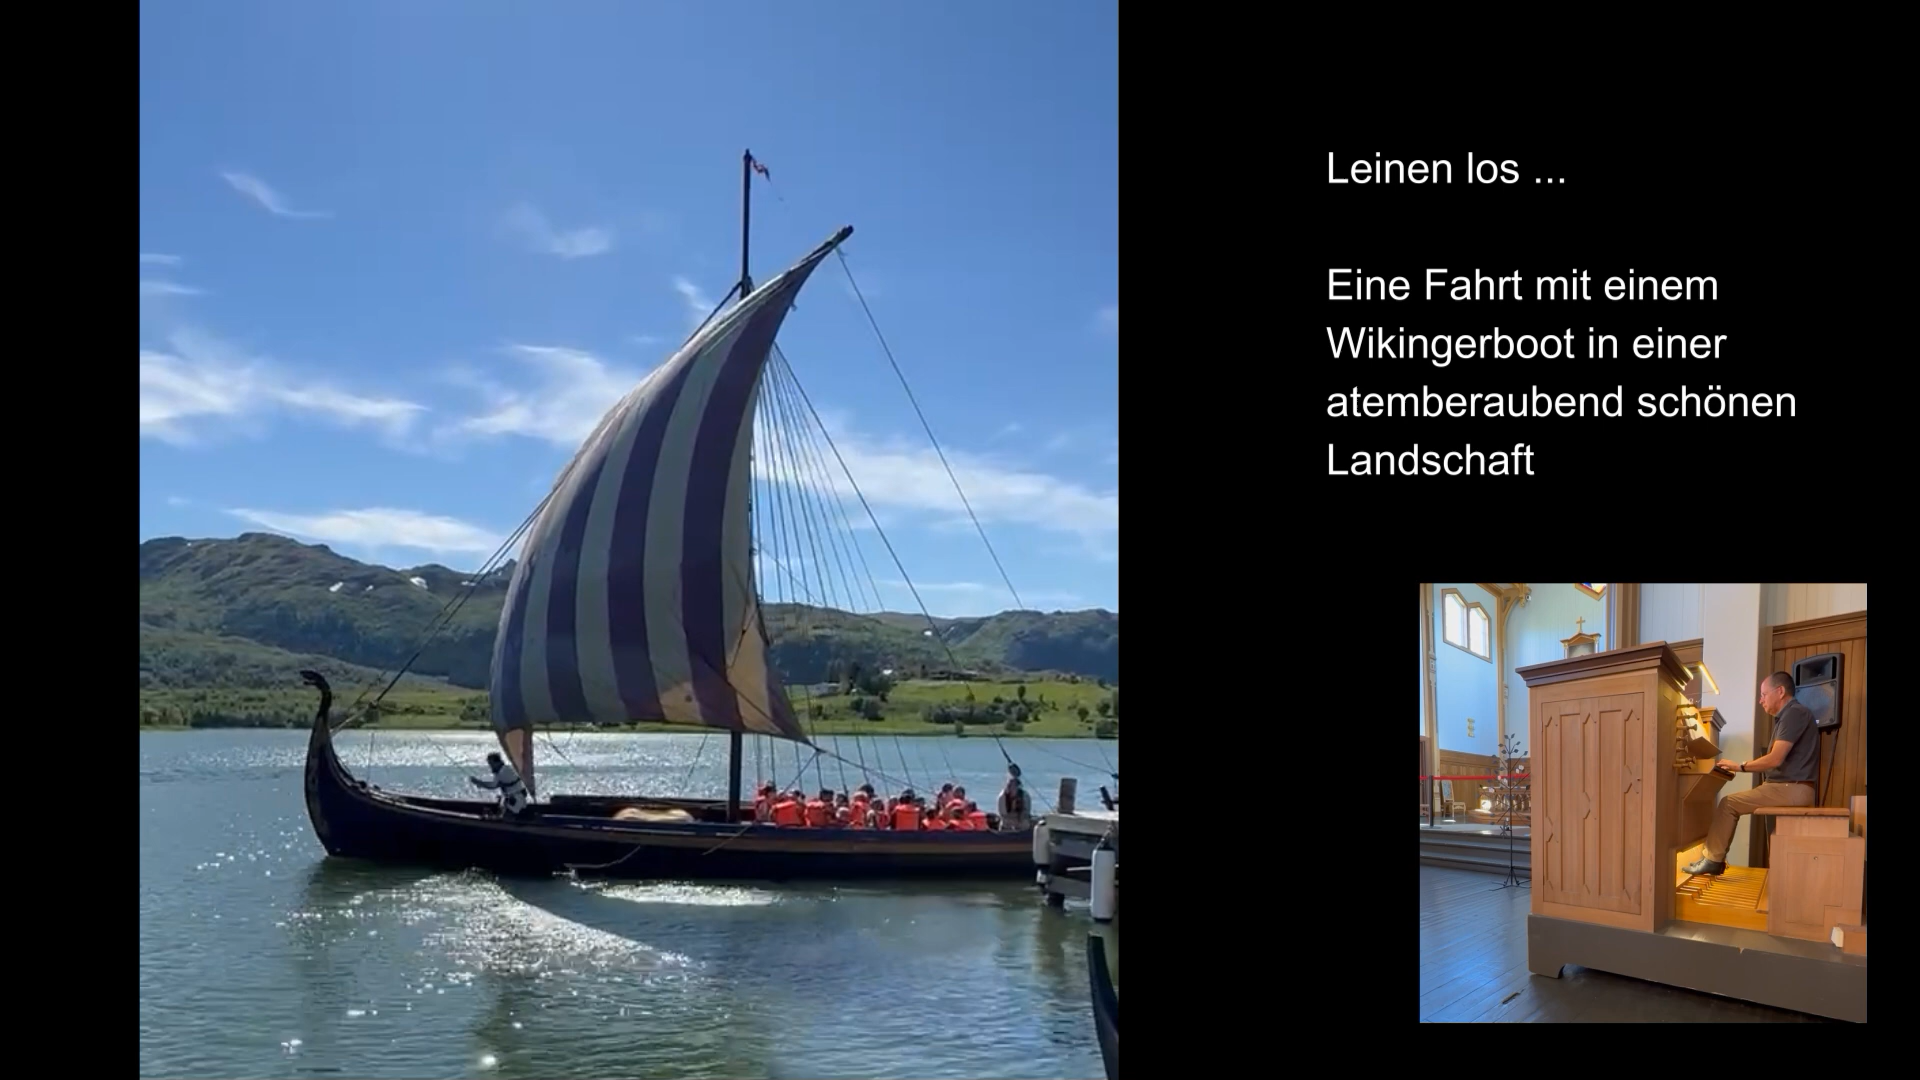 Leinen los ...
Eine Fahrt mit einem
Wikingerboot in einer
atemberaubend schönen
Landschaft